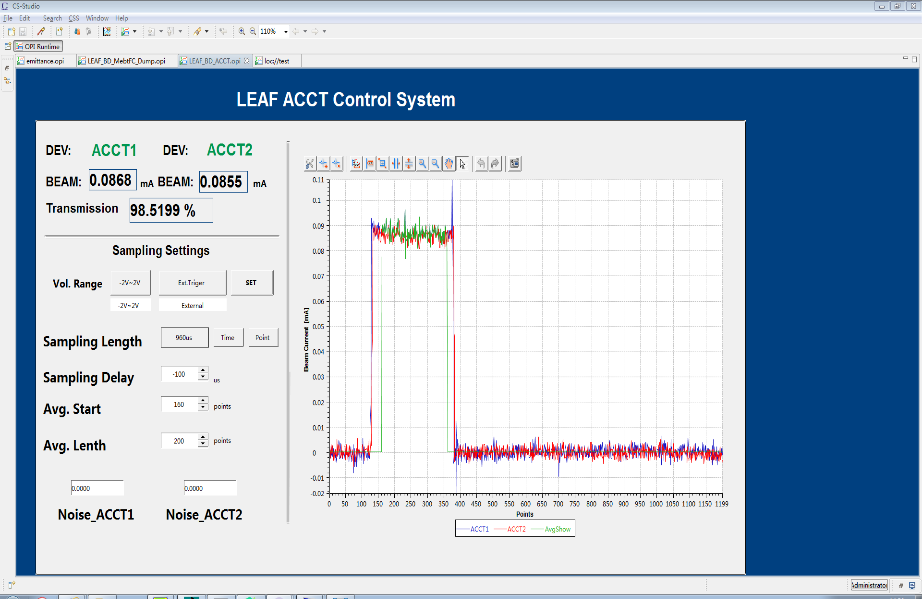 CS-Studio
File Edit Search CSS Window Help
110%
OPI Runtime
emittance.opi LEAF_BD_MebtFC_Dump.opi LEAF_BD_ACCT.opi loc//test
LEAF ACCT Control System
DEV: ACCT1 DEV: ACCT2
BEAM: 0.0868 mA BEAM: 0.0855 mA
Transmission 98.5199 %
Sampling Settings
Vol. Range -2V~2V Ext.Triger SET
-2V~2V External
Sampling Length 960us Time Point
Sampling Delay -100 us
Avg. Start 160 points
Avg. Lenth 200 points
0.0000 0.0000
Noise_ACCT1 Noise_ACCT2
0.11
0.1
0.09
0.08
0.07
0.06
0.05
0.04
0.03
0.02
0.01
0
-0.01
-0.02
Beam Current [mA]
0 50 100 150 200 250 300 350 400 450 500 550 600 650 700 750 800 850 900 950 1000 1050 1100 1150 1199
Points
ACCT1 ACCT2 AvgShow
Administrator